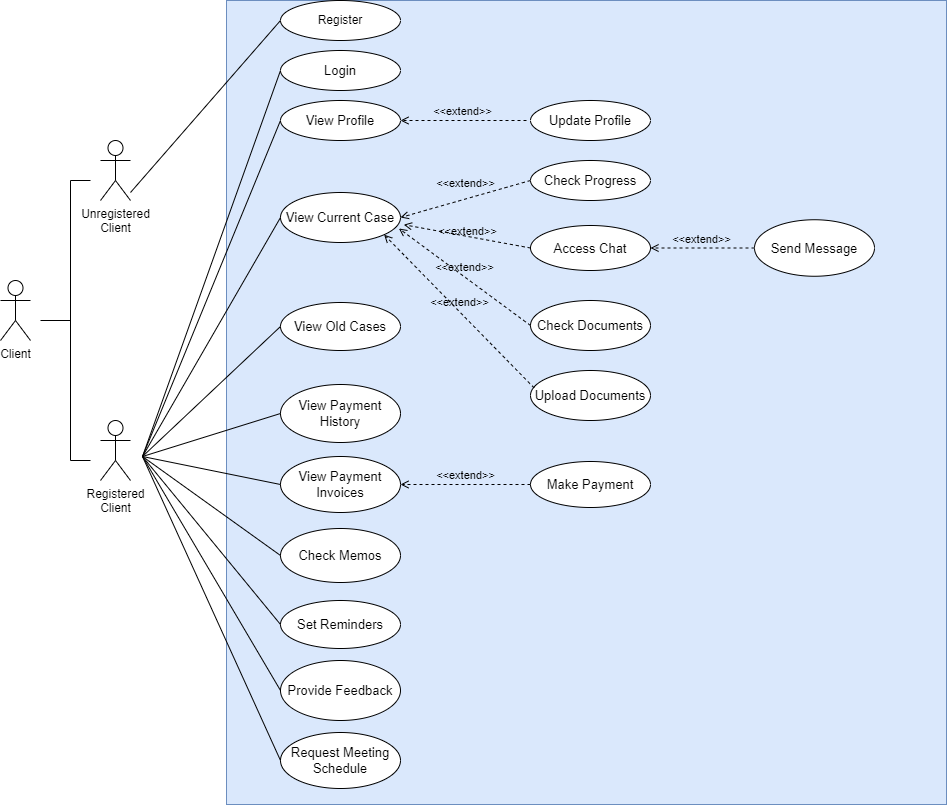 Register
Login
View Profile
<<extend>>
Update Profile
Check Progress
<<extend>>
Unregistered
Client
View Current Case
<<extend>>
Access Chat
<<extend>>
Send Message
<<extend>>
<<extend>>
Check Documents
Client
View Old Cases
Upload Documents
View Payment
History
Registered
Client
View Payment
Invoices
<<extend>>
Make Payment
Check Memos
Set Reminders
Provide Feedback
Request Meeting
Schedule